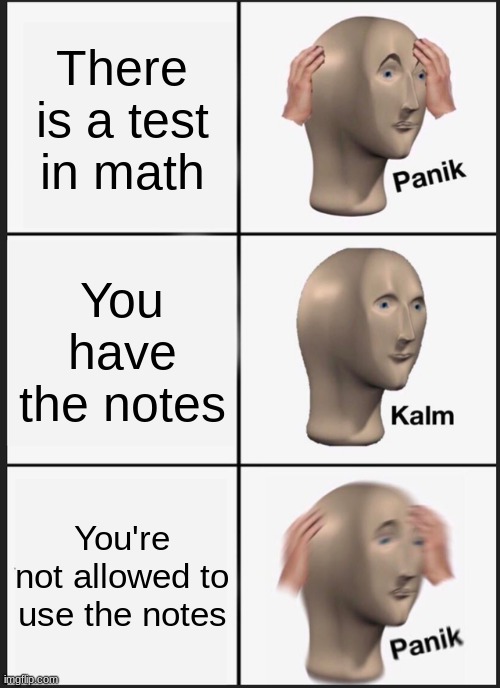 There
is a test
in math
Panik
You
have
the notes
Kalm
You're
not allowed to
use the notes
Panik
imgflip.com